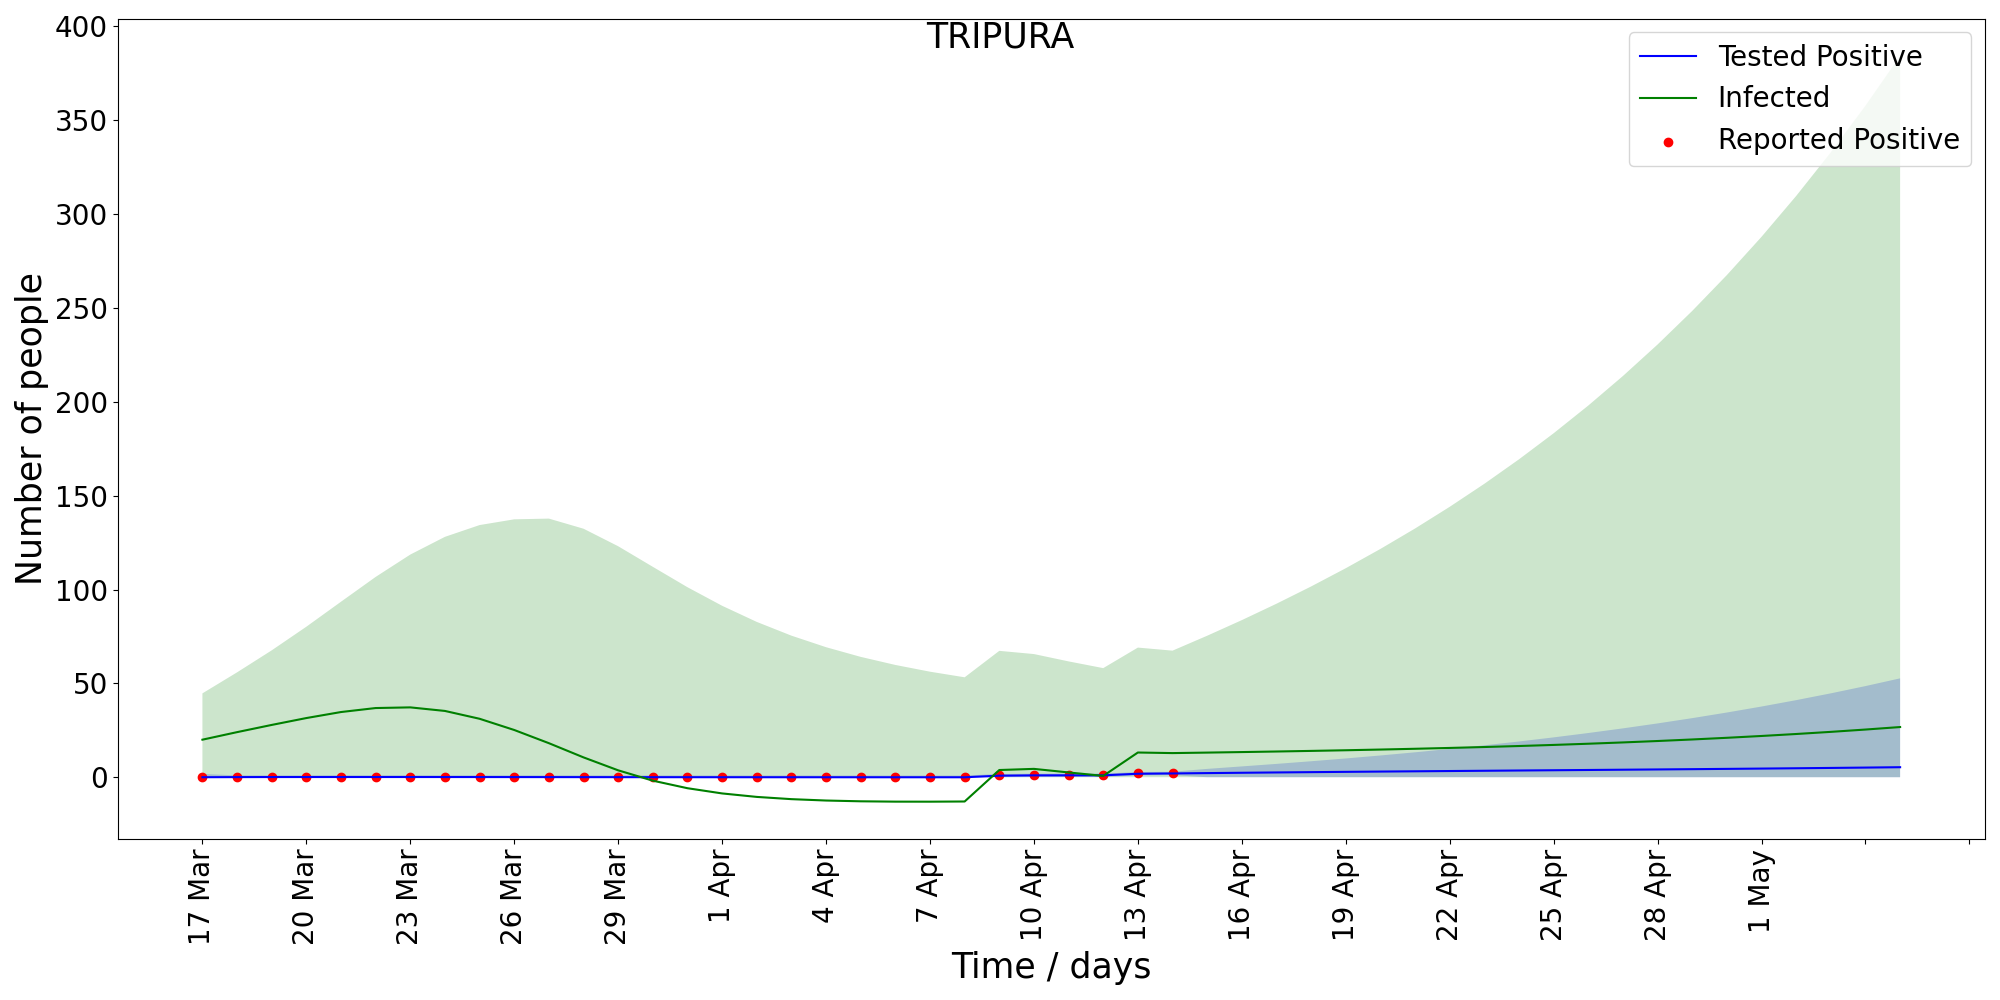 TRIPURA
Tested Positive
Infected
Reported Positive
Number of people
400
350
300
250
200
150
100
50
0
17 Mar
20 Mar
23 Mar
26 Mar
29 Mar
1 Apr
4 Apr
7 Apr
10 Apr
13 Apr
16 Apr
19 Apr
22 Apr
25 Apr
28 Apr
1 May
Time / days